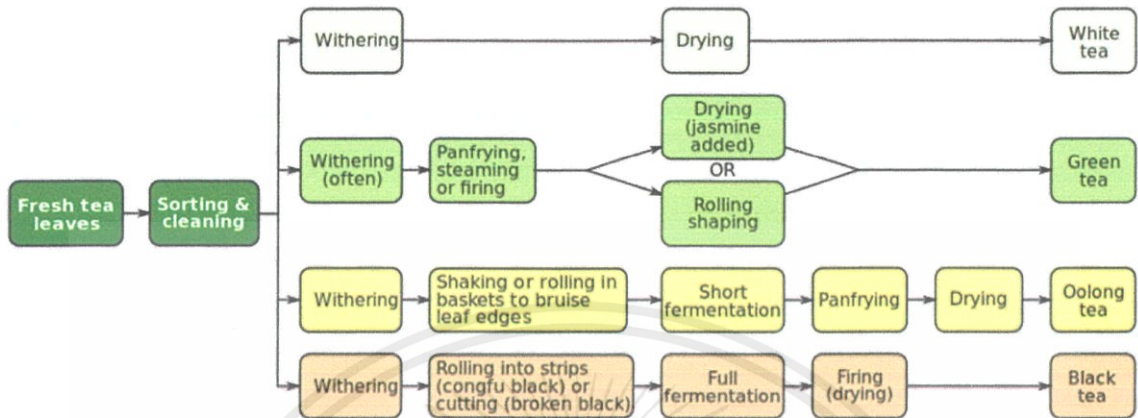 Fresh tea
leaves
Sorting &
cleaning
Withering
Drying
White
tea
Withering
(often)
Panfrying,
steaming
or firing
Drying
(jasmine
added)
OR
Rolling
shaping
Green
tea
Withering
Shaking or rolling in
baskets to bruise
leaf edges
Short
fermentation
Panfrying
Drying
Oolong
tea
Withering
Rolling into strips
(congfu black) or
cutting (broken black)
Full
fermentation
Firing
(drying)
Black
tea